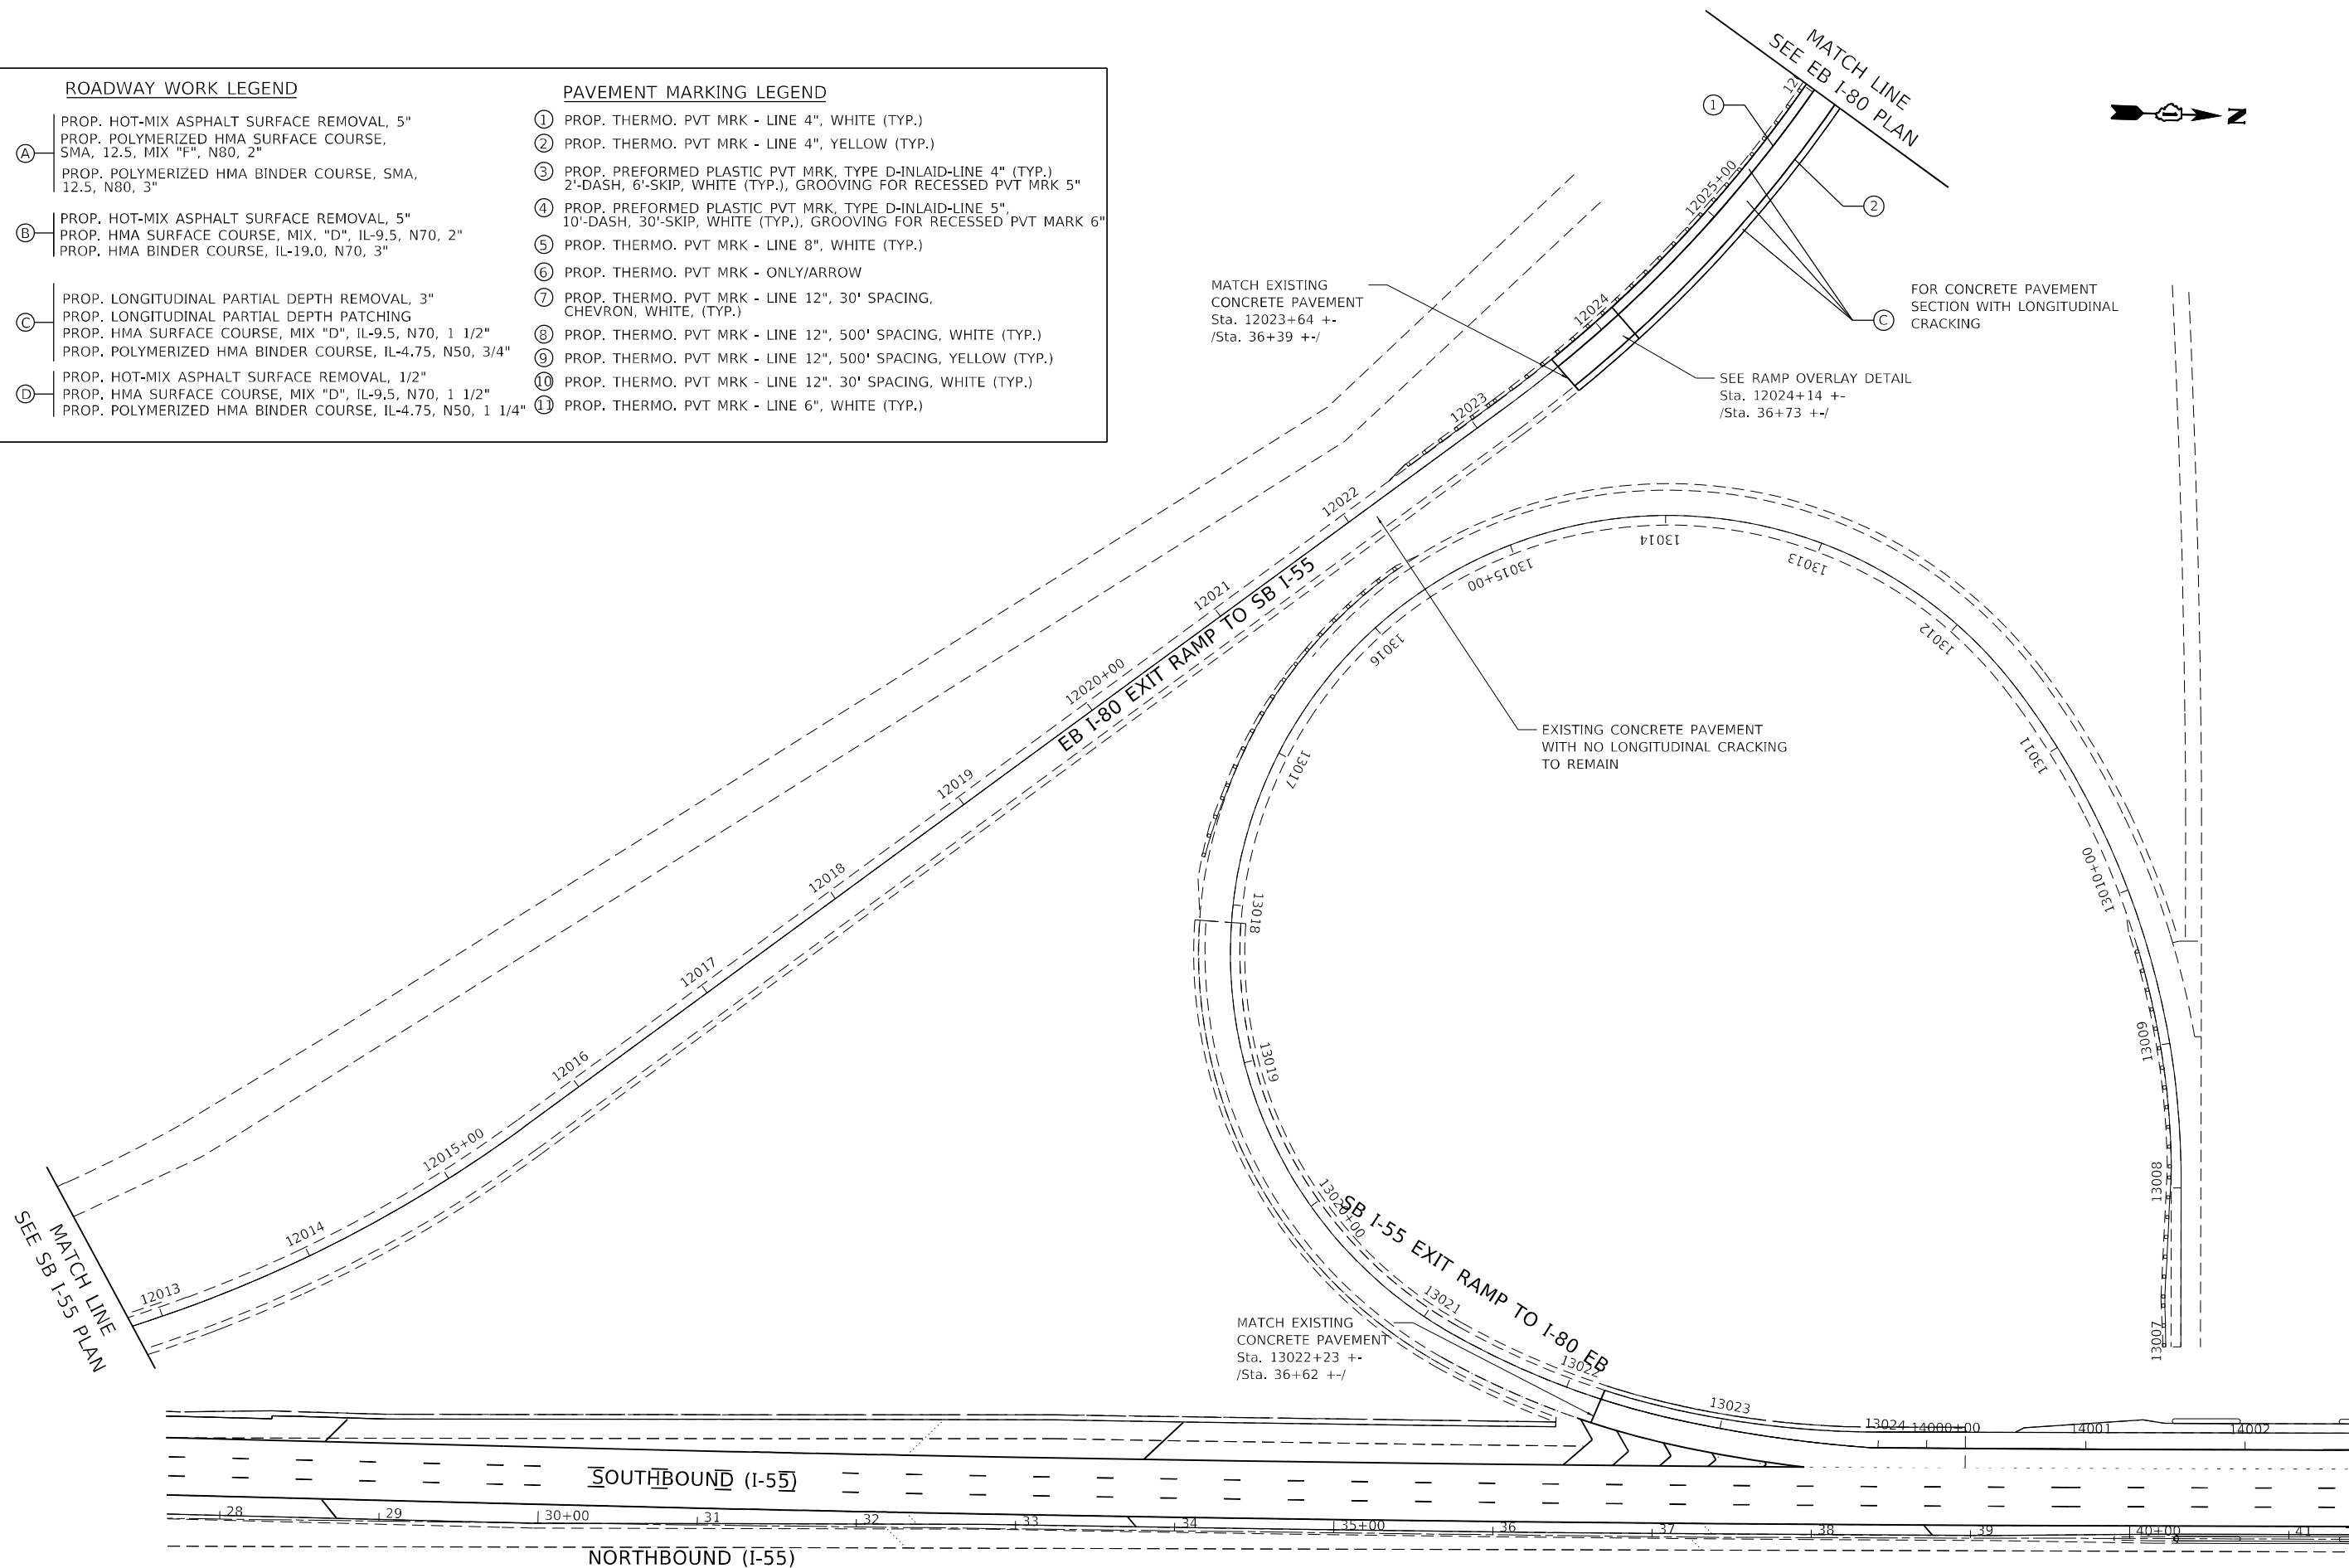 ROADWAY WORK LEGEND
A
PROP. HOT-MIX ASPHALT SURFACE REMOVAL, 5"
PROP. POLYMERIZED HMA SURFACE COURSE,
SMA, 12.5, MIX "F", N80, 2"
PROP. POLYMERIZED HMA BINDER COURSE, SMA,
12.5, N80, 3"
B
PROP. HOT-MIX ASPHALT SURFACE REMOVAL, 5"
PROP. HMA SURFACE COURSE, MIX. "D", IL-9.5, N70, 2"
PROP. HMA BINDER COURSE, IL-19.0, N70, 3"
C
PROP. LONGITUDINAL PARTIAL DEPTH REMOVAL, 3"
PROP. LONGITUDINAL PARTIAL DEPTH PATCHING
PROP. HMA SURFACE COURSE, MIX "D", IL-9.5, N70, 1 1/2"
PROP. POLYMERIZED HMA BINDER COURSE, IL-4.75, N50, 3/4"
D
PROP. HOT-MIX ASPHALT SURFACE REMOVAL, 1/2"
PROP. HMA SURFACE COURSE, MIX "D", IL-9.5, N70, 1 1/2"
PROP. POLYMERIZED HMA BINDER COURSE, IL-4.75, N50, 1 1/4"
PAVEMENT MARKING LEGEND
1 PROP. THERMO. PVT MRK - LINE 4", WHITE (TYP.)
2 PROP. THERMO. PVT MRK - LINE 4", YELLOW (TYP.)
3 PROP. PREFORMED PLASTIC PVT MRK, TYPE D-INLAID-LINE 4" (TYP.)
2'-DASH, 6'-SKIP, WHITE (TYP.), GROOVING FOR RECESSED PVT MRK 5"
4 PROP. PREFORMED PLASTIC PVT MRK, TYPE D-INLAID-LINE 5",
10'-DASH, 30'-SKIP, WHITE (TYP.), GROOVING FOR RECESSED PVT MARK 6"
5 PROP. THERMO. PVT MRK - LINE 8", WHITE (TYP.)
6 PROP. THERMO. PVT MRK - ONLY/ARROW
7 PROP. THERMO. PVT MRK - LINE 12", 30' SPACING,
CHEVRON, WHITE, (TYP.)
8 PROP. THERMO. PVT MRK - LINE 12", 500' SPACING, WHITE (TYP.)
9 PROP. THERMO. PVT MRK - LINE 12", 500' SPACING, YELLOW (TYP.)
10 PROP. THERMO. PVT MRK - LINE 12". 30' SPACING, WHITE (TYP.)
11 PROP. THERMO. PVT MRK - LINE 6", WHITE (TYP.)
MATCH LINE
SEE EB I-80 PLAN
N
1
2
C
FOR CONCRETE PAVEMENT
SECTION WITH LONGITUDINAL
CRACKING
MATCH EXISTING
CONCRETE PAVEMENT
Sta. 12023+64 +-
/Sta. 36+39 +-/
SEE RAMP OVERLAY DETAIL
Sta. 12024+14 +-
/Sta. 36+73 +-/
12025+00
12024
12023
12022
12021
12020+00
12019
12018
12017
12016
12015+00
12014
12013
EB I-80 EXIT RAMP TO SB I-55
EXISTING CONCRETE PAVEMENT
WITH NO LONGITUDINAL CRACKING
TO REMAIN
13007
13008
13009
13010+00
13011
13012
13013
13014
13015+00
13016
13017
13018
13019
13020+00
13021
13022
13023
13024
14000+00
14001
14002
SB I-55 EXIT RAMP TO I-80 EB
MATCH EXISTING
CONCRETE PAVEMENT
Sta. 13022+23 +-
/Sta. 36+62 +-/
MATCH LINE
SEE SB I-55 PLAN
SOUTHBOUND (I-55)
28
29
30+00
31
32
33
34
35+00
36
37
38
39
40+00
41
NORTHBOUND (I-55)